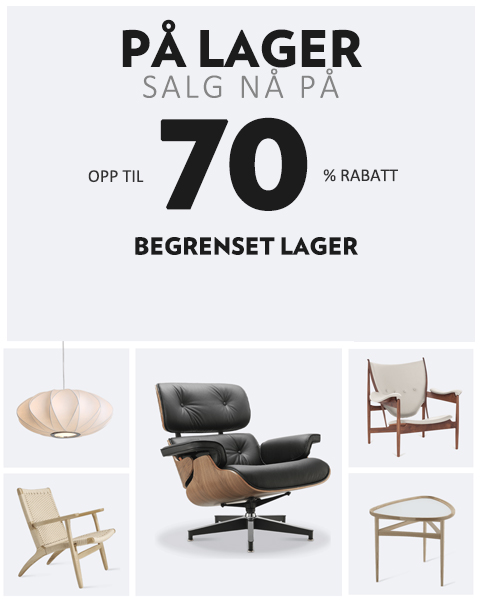 PÅ LAGER
SALG NÅ PÅ
OPP TIL 70 % RABATT
BEGRENSET LAGER